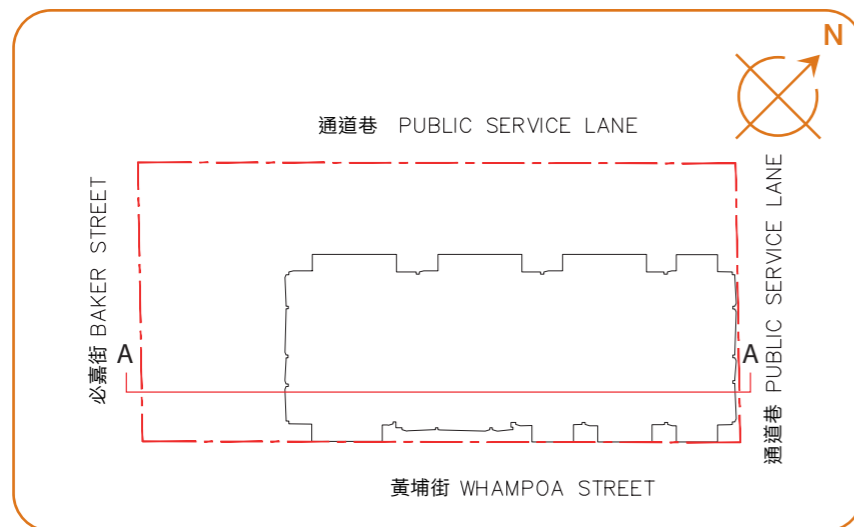 N
通道巷 PUBLIC SERVICE LANE
必嘉街 BAKER STREET
A
A
通道巷 PUBLIC SERVICE LANE
黃埔街 WHAMPOA STREET